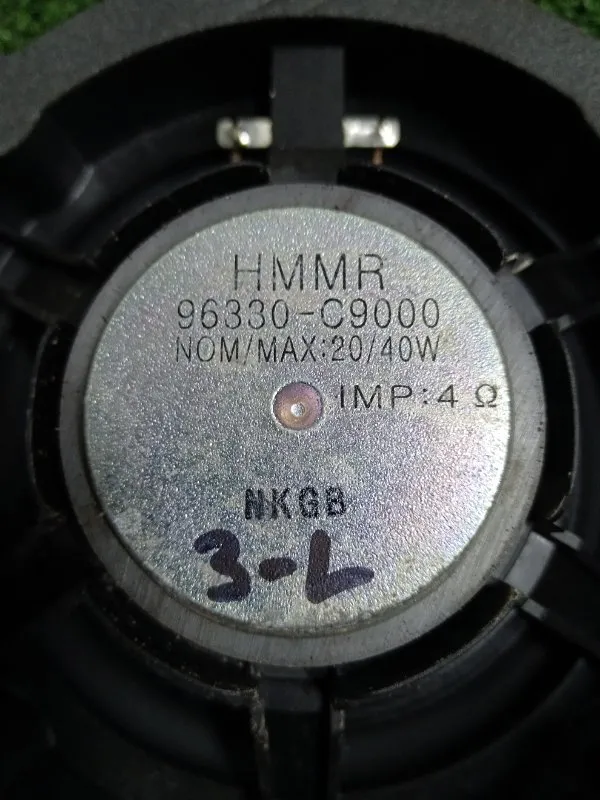 HMMR
96330-C9000
NOM/MAX:20/40W
IMP:4 Ω
NKGB
3-L